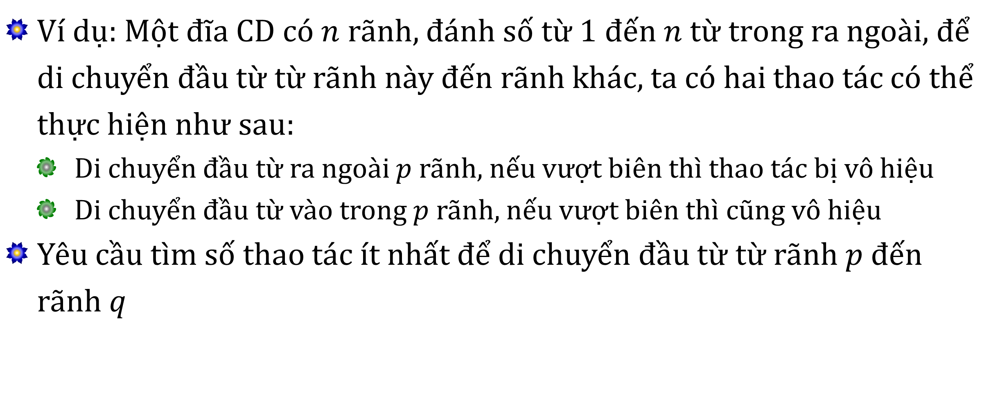 Ví dụ: Một đĩa CD có n rãnh, đánh số từ 1 đến n từ trong ra ngoài, để
di chuyển đầu từ từ rãnh này đến rãnh khác, ta có hai thao tác có thể
thực hiện như sau:
Di chuyển đầu từ ra ngoài p rãnh, nếu vượt biên thì thao tác bị vô hiệu
Di chuyển đầu từ vào trong p rãnh, nếu vượt biên thì cũng vô hiệu
Yêu cầu tìm số thao tác ít nhất để di chuyển đầu từ từ rãnh p đến
rãnh q